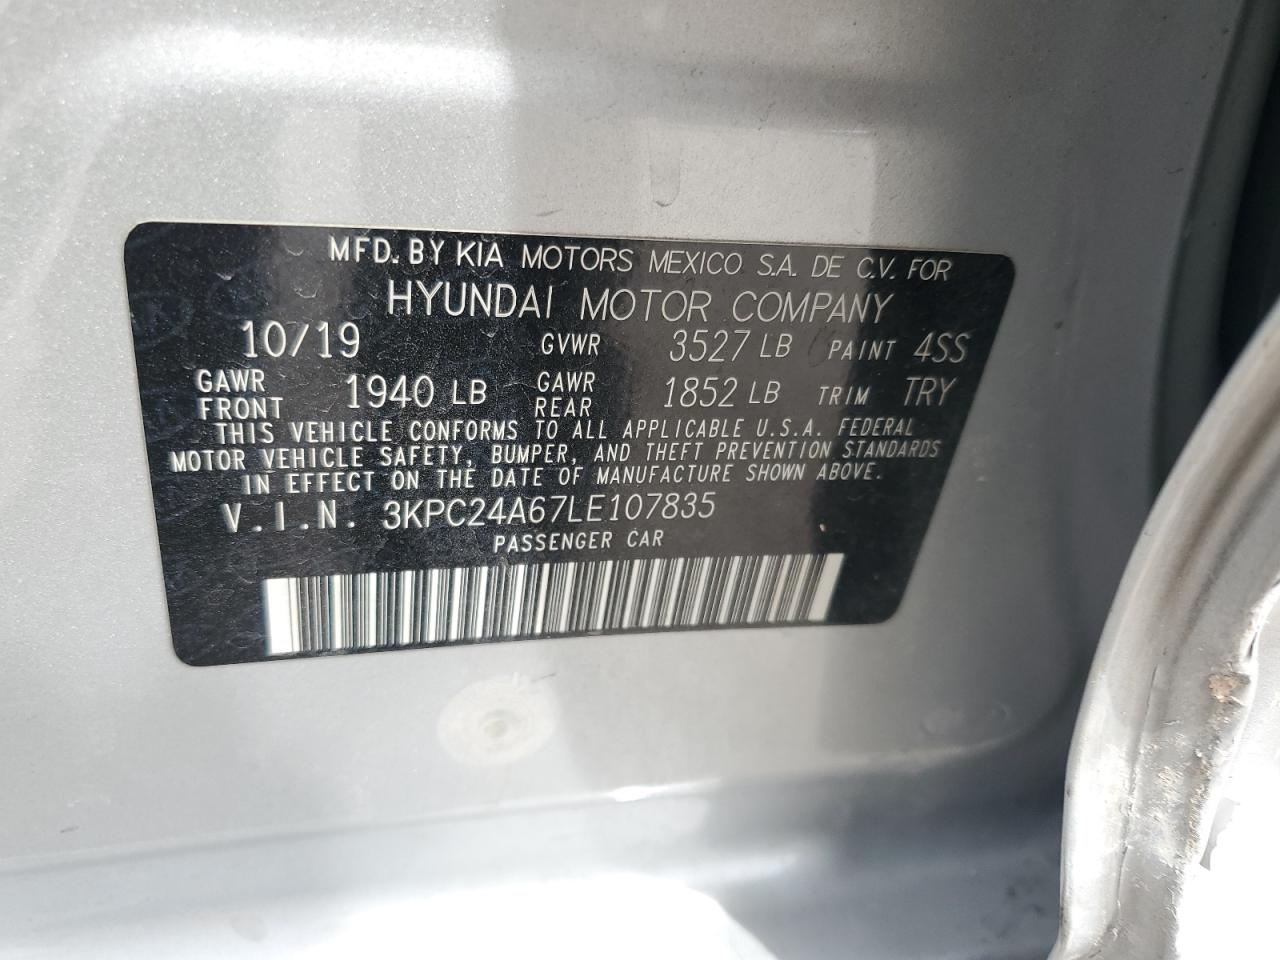 MFD. BY KIA MOTORS MEXICO S.A. DE C.V. FOR
HYUNDAI MOTOR COMPANY
10/19 GVWR 3527 LB PAINT 4SS
GAWR FRONT 1940 LB GAWR REAR 1852 LB TRIM TRY
THIS VEHICLE CONFORMS TO ALL APPLICABLE U.S.A. FEDERAL
MOTOR VEHICLE SAFETY, BUMPER, AND THEFT PREVENTION STANDARDS
IN EFFECT ON THE DATE OF MANUFACTURE SHOWN ABOVE.
V.I.N. 3KPC24A67LE107835
PASSENGER CAR